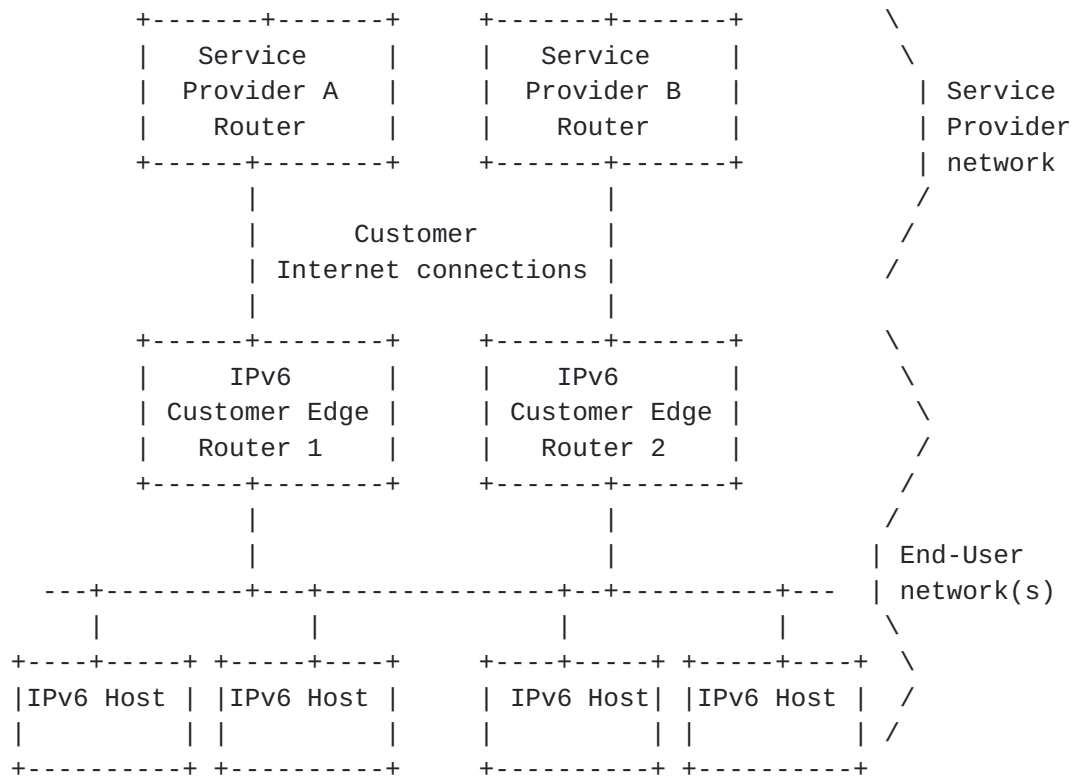 Service
Provider A
Router
Service
Provider B
Router
Service
Provider
network
Customer
Internet connections
IPv6
Customer Edge
Router 1
IPv6
Customer Edge
Router 2
End-User
network(s)
IPv6 Host
IPv6 Host
IPv6 Host
IPv6 Host